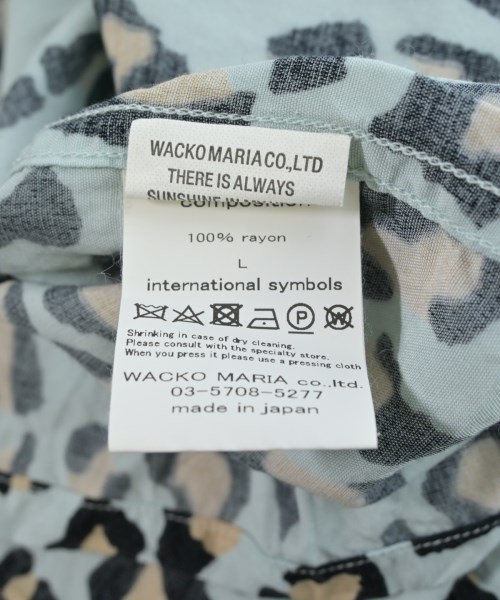 WACKO MARIA CO.,LTD
THERE IS ALWAYS
SUNSHINE
100% rayon
L
international symbols
P W
Shrinking in case of dry cleaning.
Please consult with the specialty store.
When you press it please use a pressing cloth
WACKO MARIA co.,ltd.
03-5708-5277
made in japan